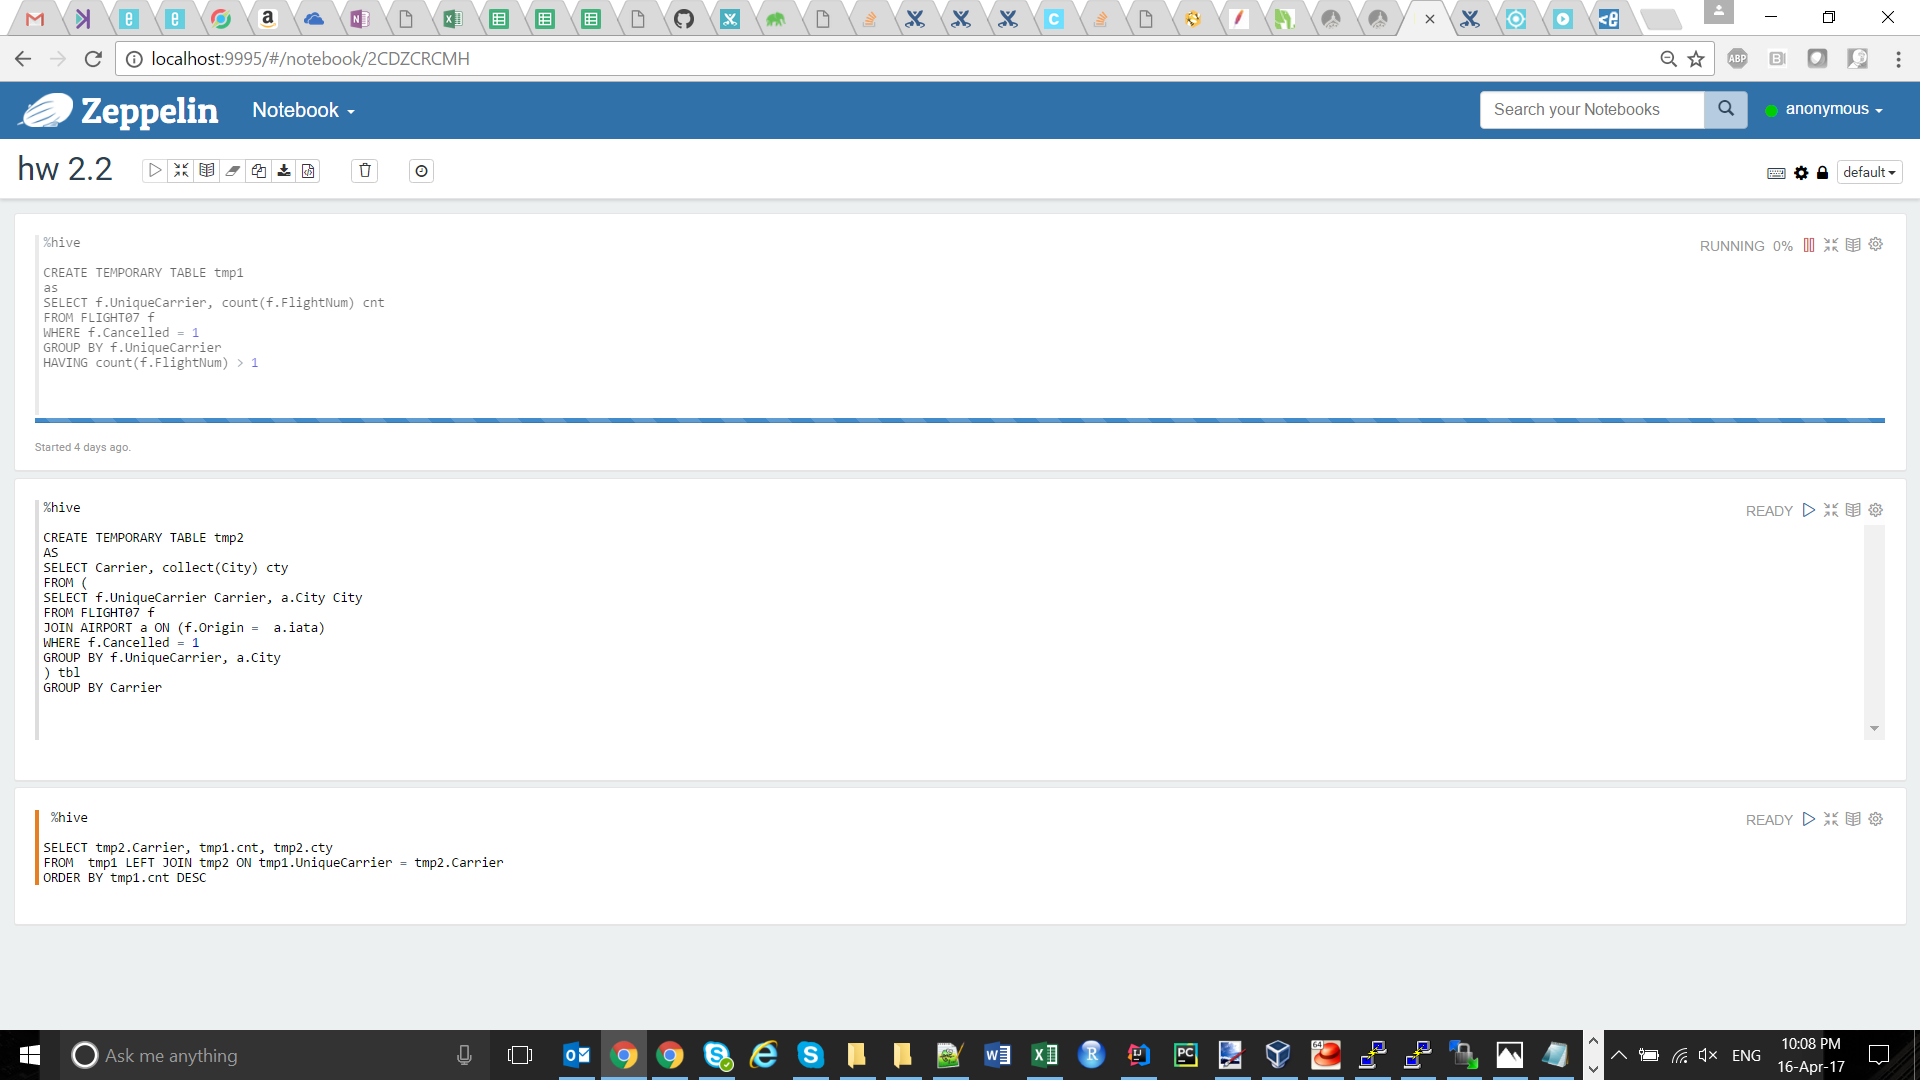 localhost:9995/#/notebook/2CDZCRCMH
ABP
Zeppelin
Notebook
Search your Notebooks
anonymous
hw 2.2
default
%hive
RUNNING 0%
CREATE TEMPORARY TABLE tmp1
as
SELECT f.UniqueCarrier, count(f.FlightNum) cnt
FROM FLIGHT07 f
WHERE f.Cancelled = 1
GROUP BY f.UniqueCarrier
HAVING count(f.FlightNum) > 1
Started 4 days ago.
%hive
READY
CREATE TEMPORARY TABLE tmp2
AS
SELECT Carrier, collect(City) cty
FROM (
SELECT f.UniqueCarrier Carrier, a.City City
FROM FLIGHT07 f
JOIN AIRPORT a ON (f.Origin =  a.iata)
WHERE f.Cancelled = 1
GROUP BY f.UniqueCarrier, a.City
) tbl
GROUP BY Carrier
%hive
READY
SELECT tmp2.Carrier, tmp1.cnt, tmp2.cty
FROM  tmp1 LEFT JOIN tmp2 ON tmp1.UniqueCarrier = tmp2.Carrier
ORDER BY tmp1.cnt DESC
Ask me anything
ENG
10:08 PM
16-Apr-17